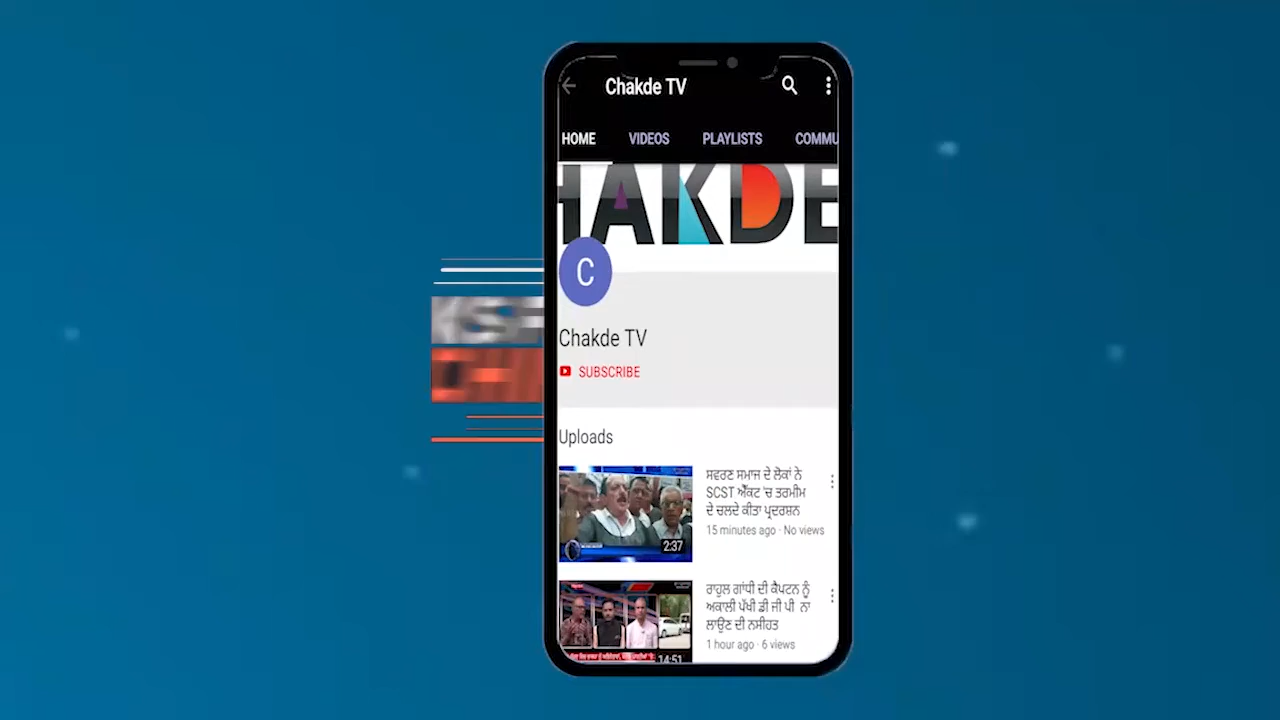 Chakde TV
HOME VIDEOS PLAYLISTS COMMU
HAKDE
C
Chakde TV
SUBSCRIBE
Uploads
ਸਵਰਣ ਸਮਾਜ ਦੇ ਲੋਕਾਂ ਨੇ
SCST ਐਕਟ 'ਚ ਤਰਮੀਮ
ਦੇ ਚਲਦੇ ਕੀਤਾ ਪ੍ਰਦਰਸ਼ਨ
15 minutes ago · No views
2:37
ਰਾਹੁਲ ਗਾਂਧੀ ਦੀ ਕੈਪਟਨ ਨੂੰ
ਅਕਾਲੀ ਪੱਖੀ ਡੀ ਜੀ ਪੀ ਨਾ
ਲਾਉਣ ਦੀ ਨਸੀਹਤ
1 hour ago · 6 views
14:51